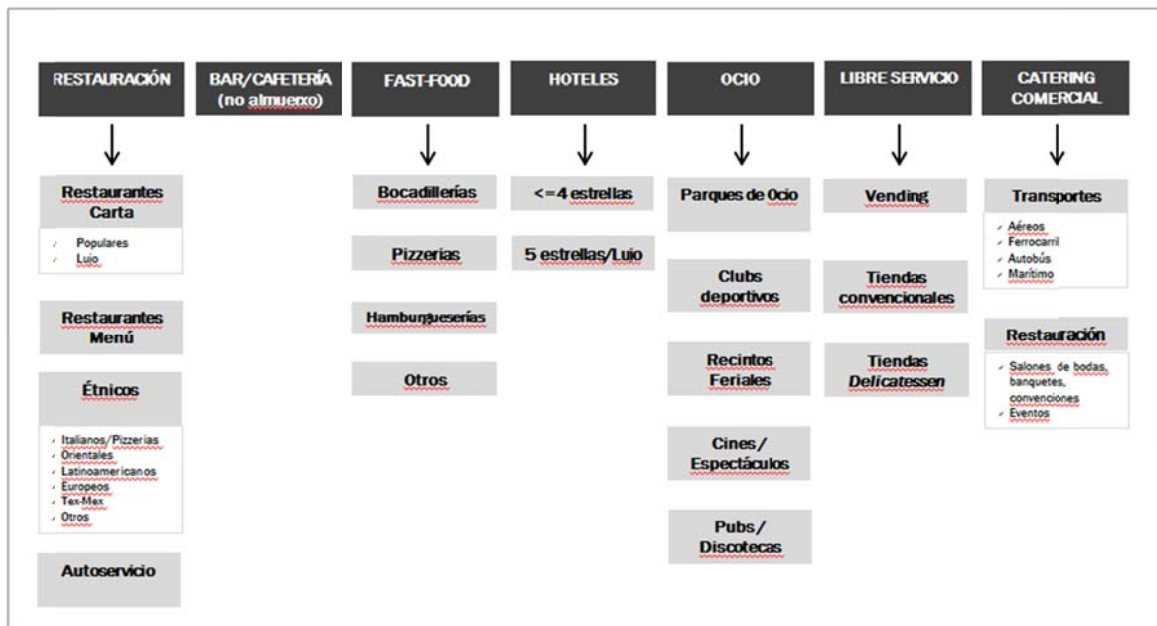 RESTAURACIÓN
BAR/CAFETERÍA
(no almuerxo)
FAST-FOOD
HOTELES
OCIO
LIBRE SERVICIO
CATERING
COMERCIAL
Restaurantes
Carta
Populares
Lujo
Restaurantes
Menú
Étnicos
Italianos/Pizzerias
Orientales
Latinoamericanos
Europeos
Tex-Mex
Otros
Autoservicio
Bocadillerías
Pizzerias
Hamburgueserías
Otros
<=4 estrellas
5 estrellas/Lujo
Parques de Ocio
Clubs
deportivos
Recintos
Feriales
Cines/
Espectáculos
Pubs/
Discotecas
Vending
Tiendas
convencionales
Tiendas
Delicatessen
Transportes
Aéreos
Ferrocarril
Autobús
Marítimo
Restauración
Salones de bodas,
banquetes,
convenciones
Eventos